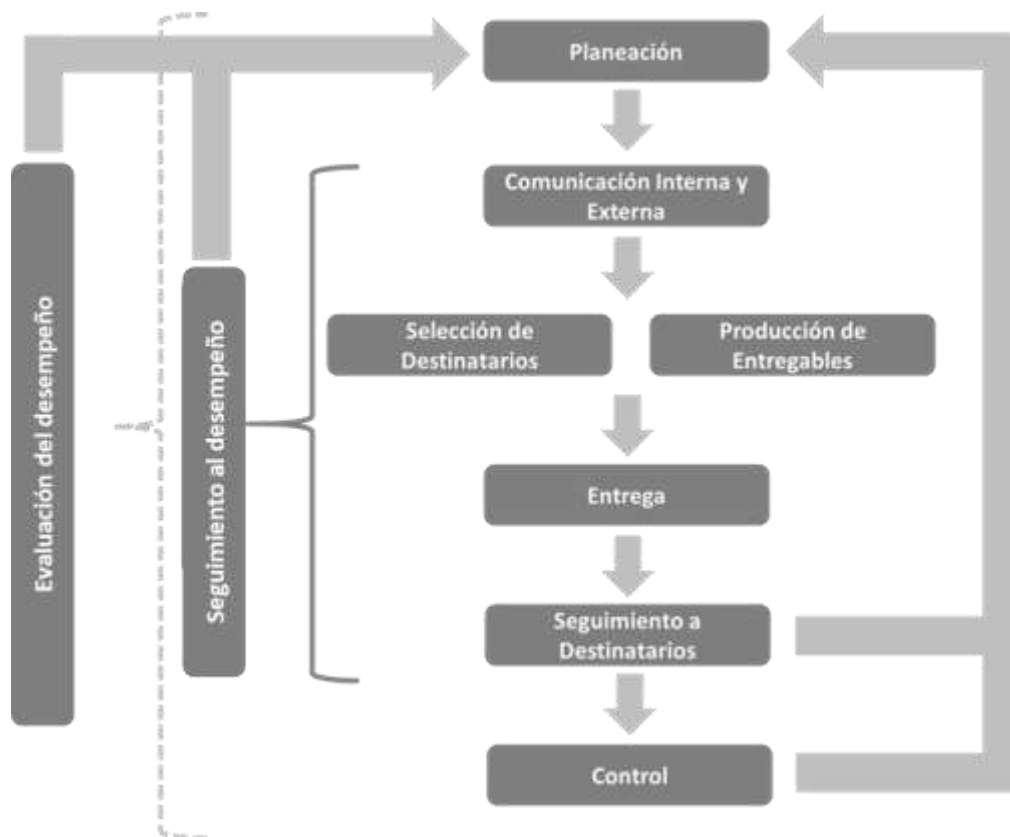 Planeación
Comunicación Interna y
Externa
Selección de
Destinatarios
Producción de
Entregables
Entrega
Seguimiento a
Destinatarios
Control
Evaluación del desempeño
Seguimiento al desempeño